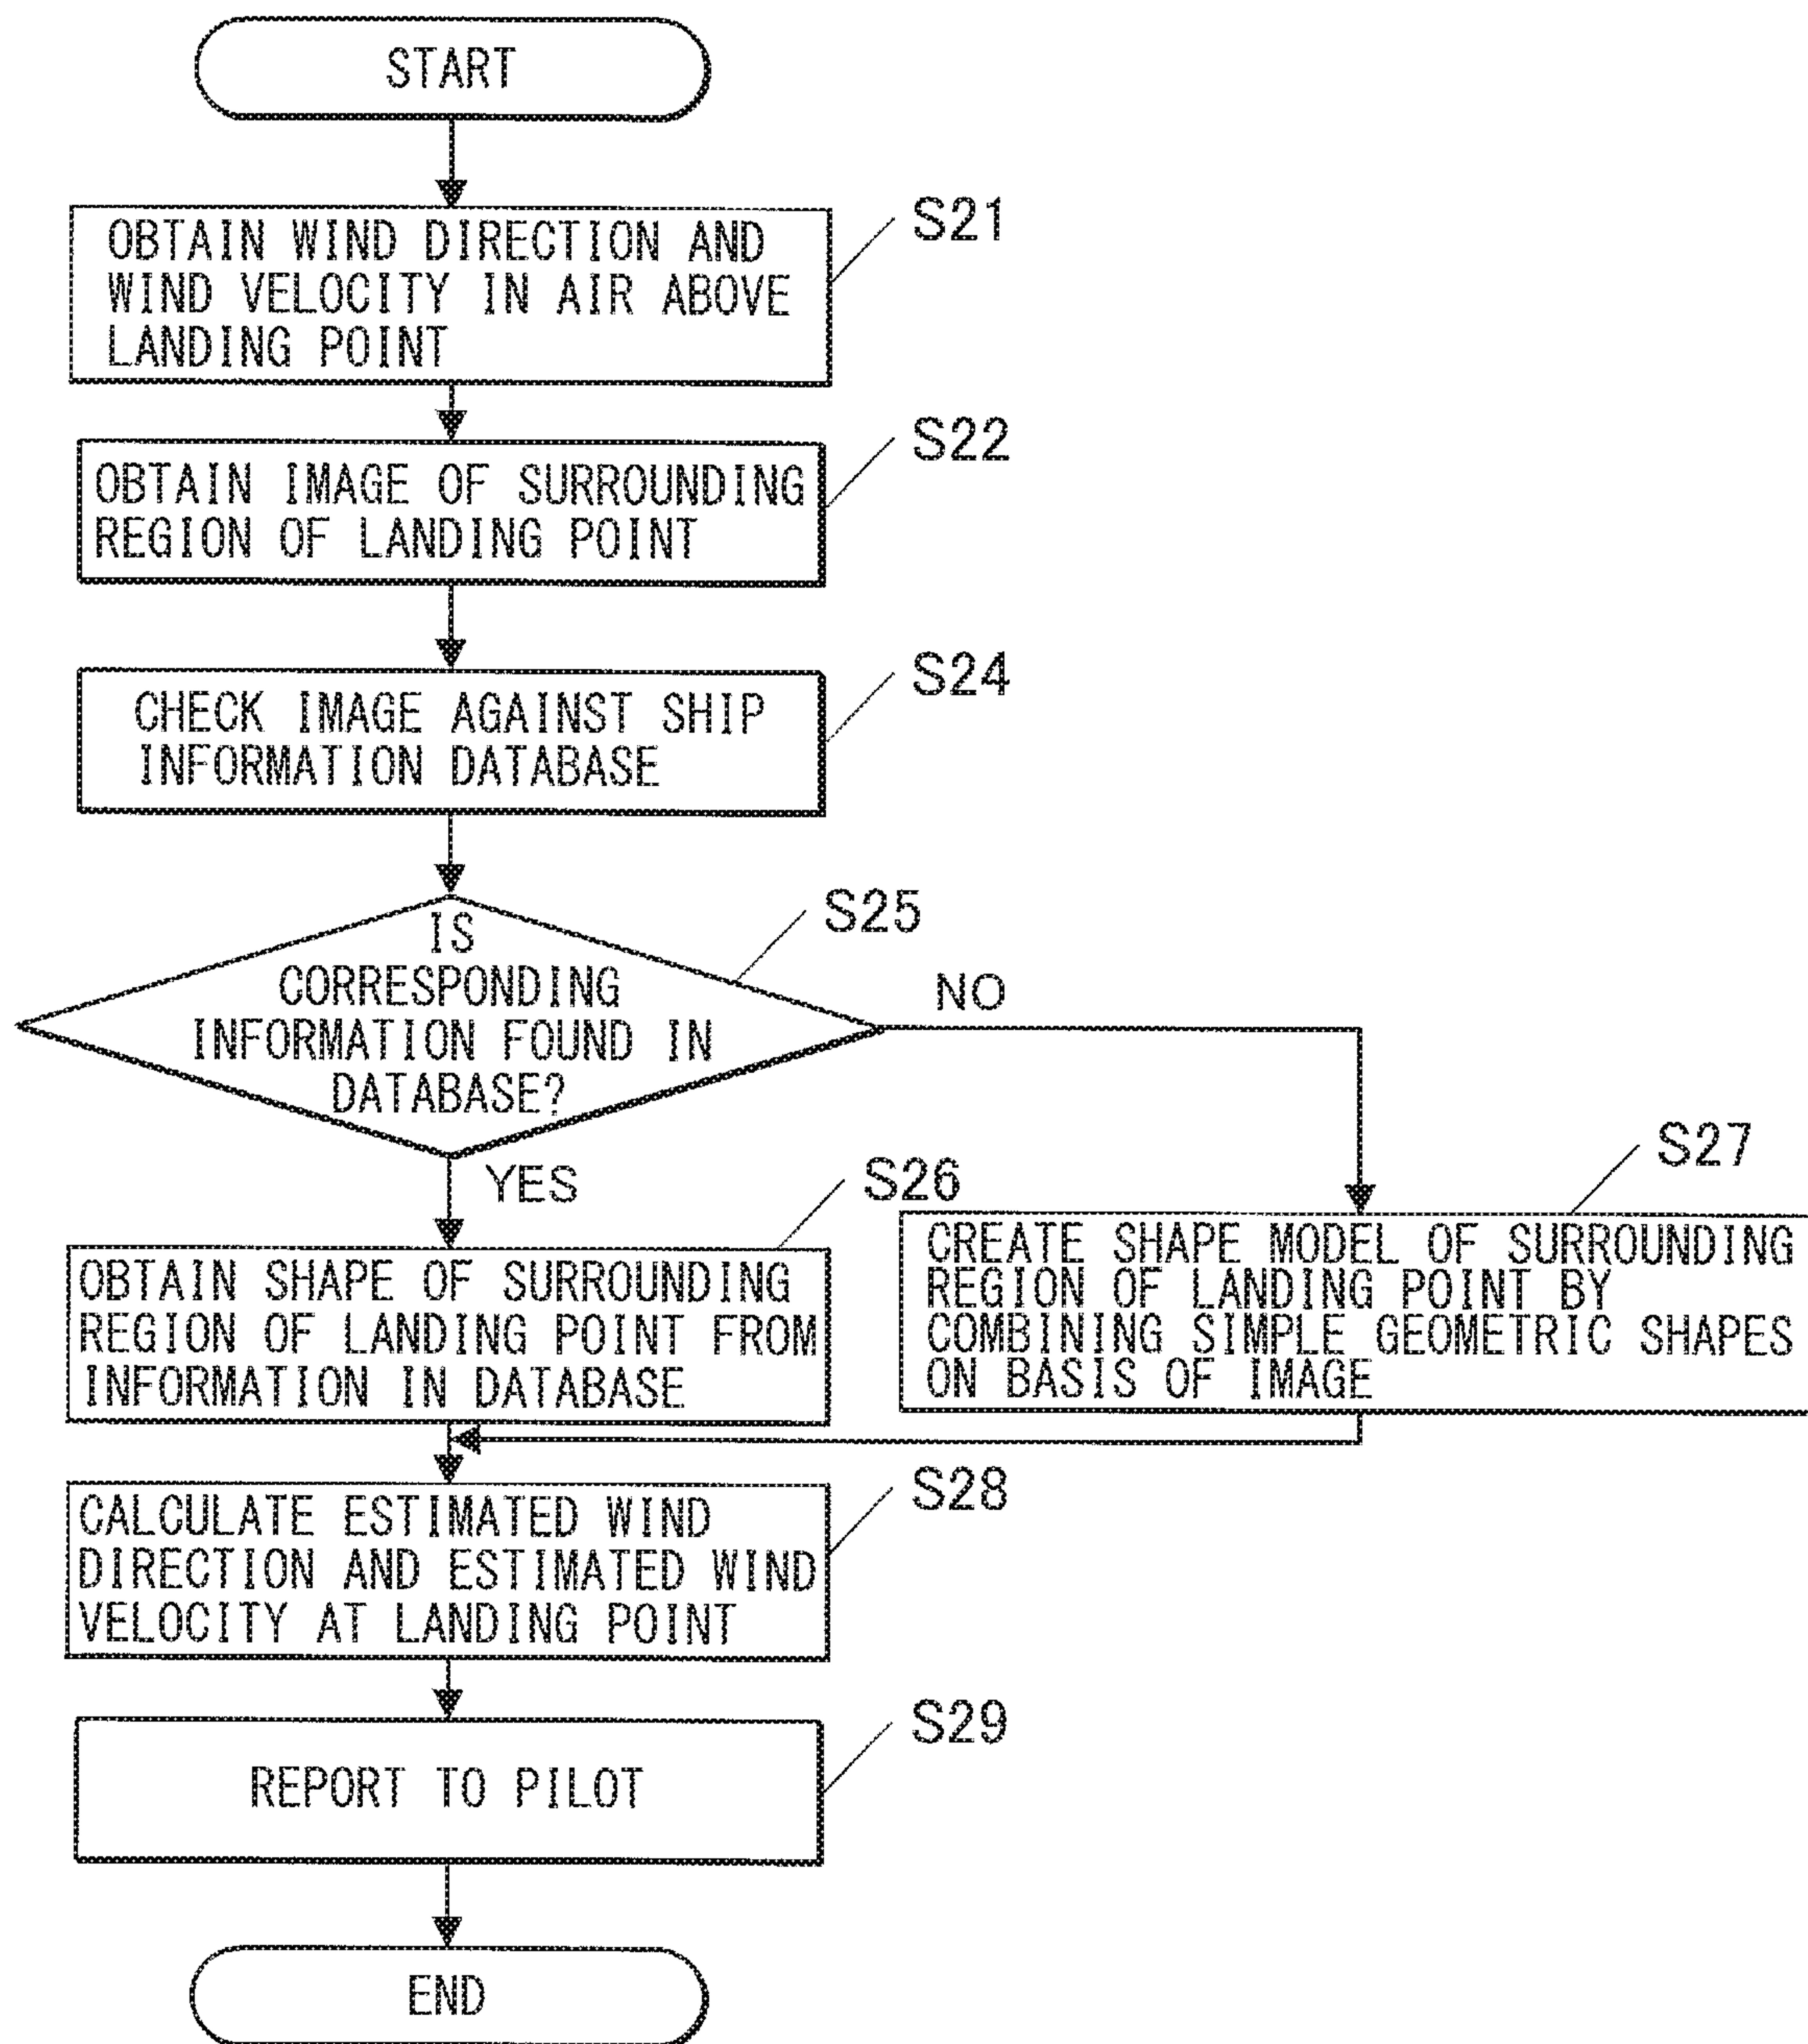 START
S21
OBTAIN WIND DIRECTION AND
WIND VELOCITY IN AIR ABOVE
LANDING POINT
S22
OBTAIN IMAGE OF SURROUNDING
REGION OF LANDING POINT
S24
CHECK IMAGE AGAINST SHIP
INFORMATION DATABASE
S25
IS
CORRESPONDING
INFORMATION FOUND IN
DATABASE?
NO
YES
S26
OBTAIN SHAPE OF SURROUNDING
REGION OF LANDING POINT FROM
INFORMATION IN DATABASE
S27
CREATE SHAPE MODEL OF SURROUNDING
REGION OF LANDING POINT BY
COMBINING SIMPLE GEOMETRIC SHAPES
ON BASIS OF IMAGE
S28
CALCULATE ESTIMATED WIND
DIRECTION AND ESTIMATED WIND
VELOCITY AT LANDING POINT
S29
REPORT TO PILOT
END